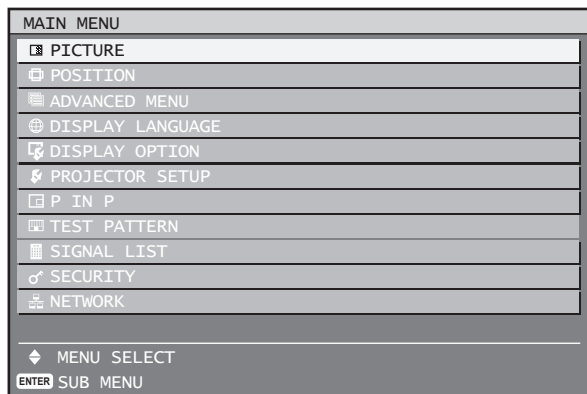 MAIN MENU
PICTURE
POSITION
ADVANCED MENU
DISPLAY LANGUAGE
DISPLAY OPTION
PROJECTOR SETUP
P IN P
TEST PATTERN
SIGNAL LIST
SECURITY
NETWORK
MENU SELECT
ENTER SUB MENU